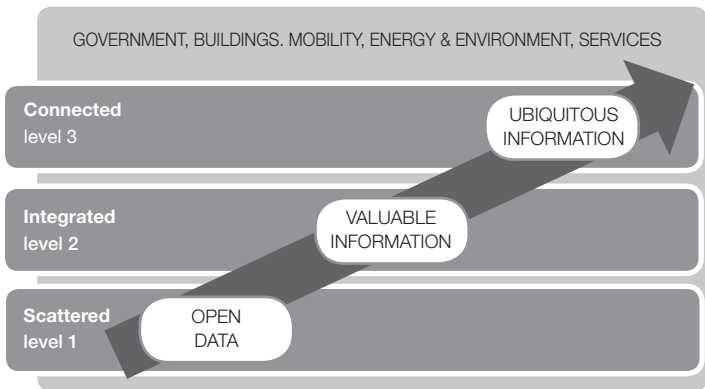 GOVERNMENT, BUILDINGS. MOBILITY, ENERGY & ENVIRONMENT, SERVICES
Connected
level 3
UBIQUITOUS
INFORMATION
Integrated
level 2
VALUABLE
INFORMATION
Scattered
level 1
OPEN
DATA